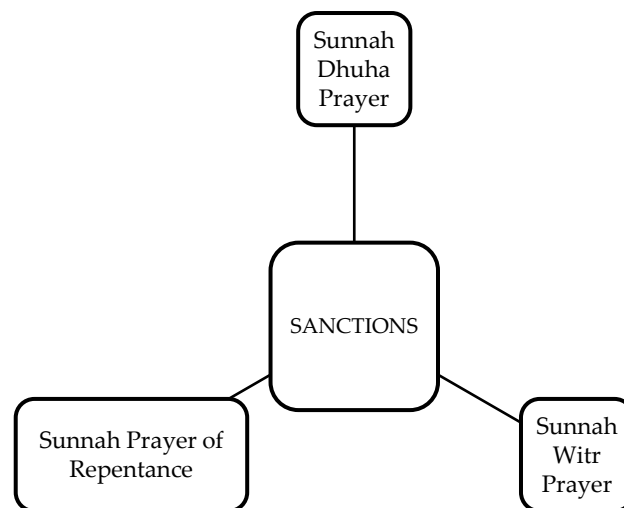 Sunnah
Dhuha
Prayer
SANCTIONS
Sunnah Prayer of
Repentance
Sunnah
Witr
Prayer